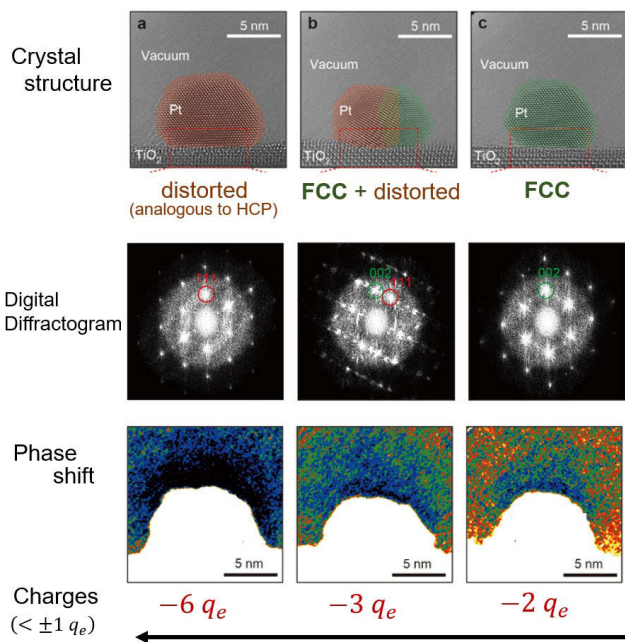 a
5 nm
b
5 nm
c
5 nm
Crystal
structure
Vacuum
Vacuum
Vacuum
Pt
Pt
Pt
TiO₂
TiO₂
TiO₂
distorted
(analogous to HCP)
FCC + distorted
FCC
Digital
Diffractogram
111
002
111
002
Phase
shift
5 nm
5 nm
5 nm
Charges
(< ±1 qₑ)
−6 qₑ
−3 qₑ
−2 qₑ